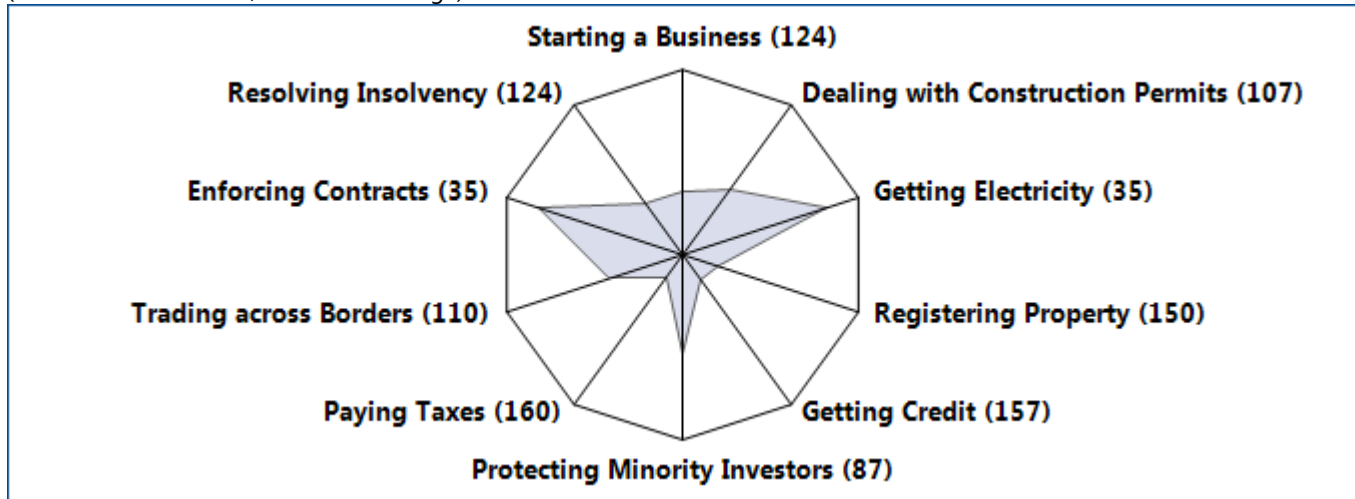 Starting a Business (124)
Resolving Insolvency (124)
Dealing with Construction Permits (107)
Enforcing Contracts (35)
Getting Electricity (35)
Trading across Borders (110)
Registering Property (150)
Paying Taxes (160)
Getting Credit (157)
Protecting Minority Investors (87)